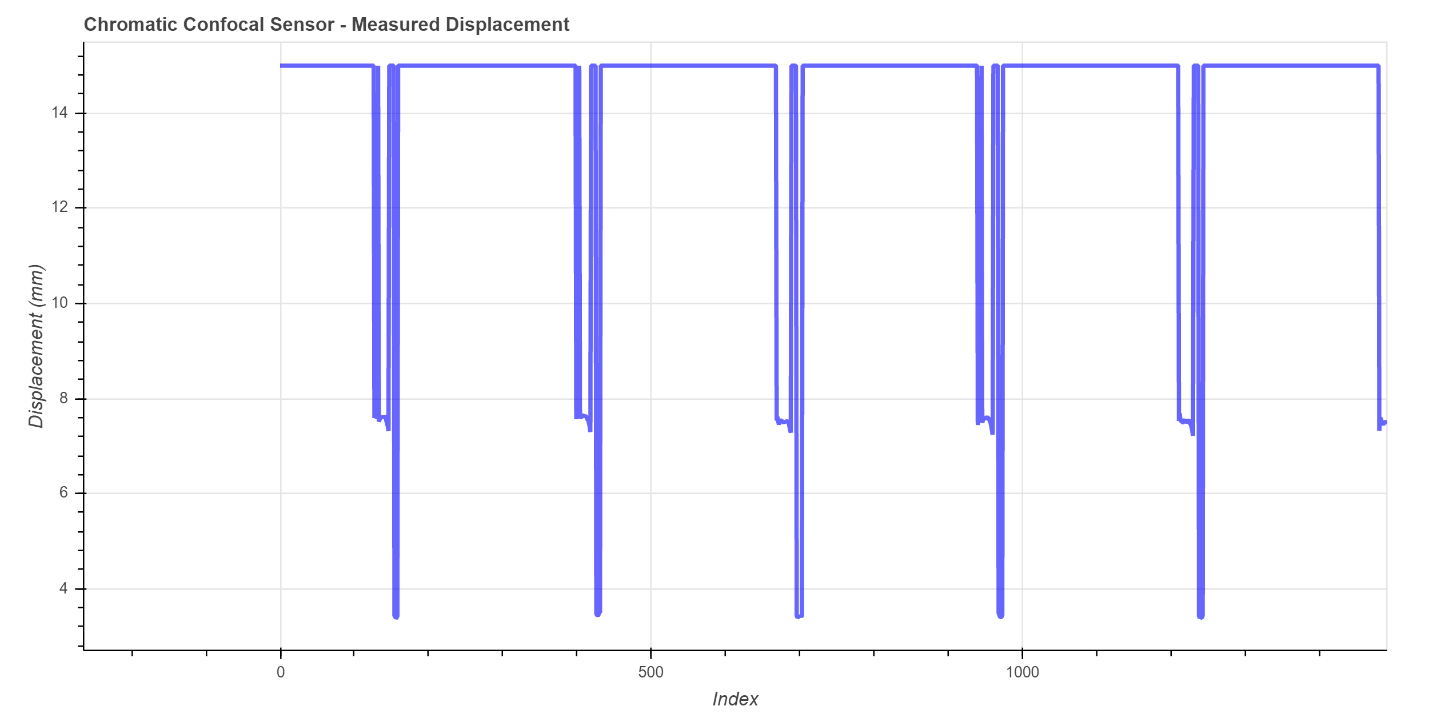 Chromatic Confocal Sensor - Measured Displacement
14
12
10
8
6
4
Displacement (mm)
0 500 1000
Index